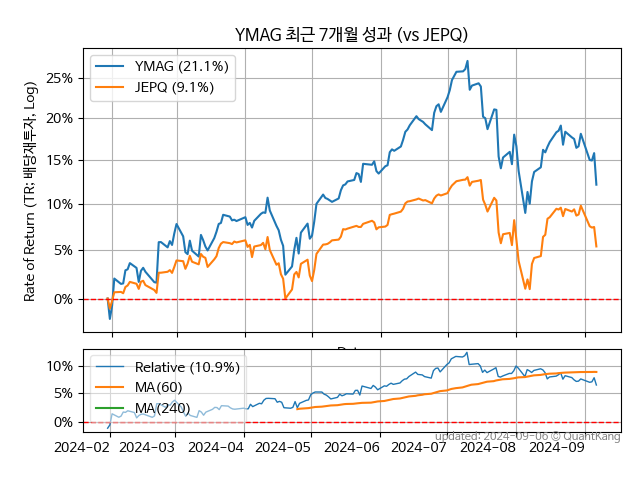 YMAG 최근 7개월 성과 (vs JEPQ)
YMAG (21.1%)
JEPQ (9.1%)
Rate of Return (TR: 배당재투자, Log)
25%
20%
15%
10%
5%
0%
Relative (10.9%)
MA(60)
MA(240)
10%
5%
0%
2024-02 2024-03 2024-04 2024-05 2024-06 2024-07 2024-08 2024-09
updated: 2024-09-06 © QuantKang